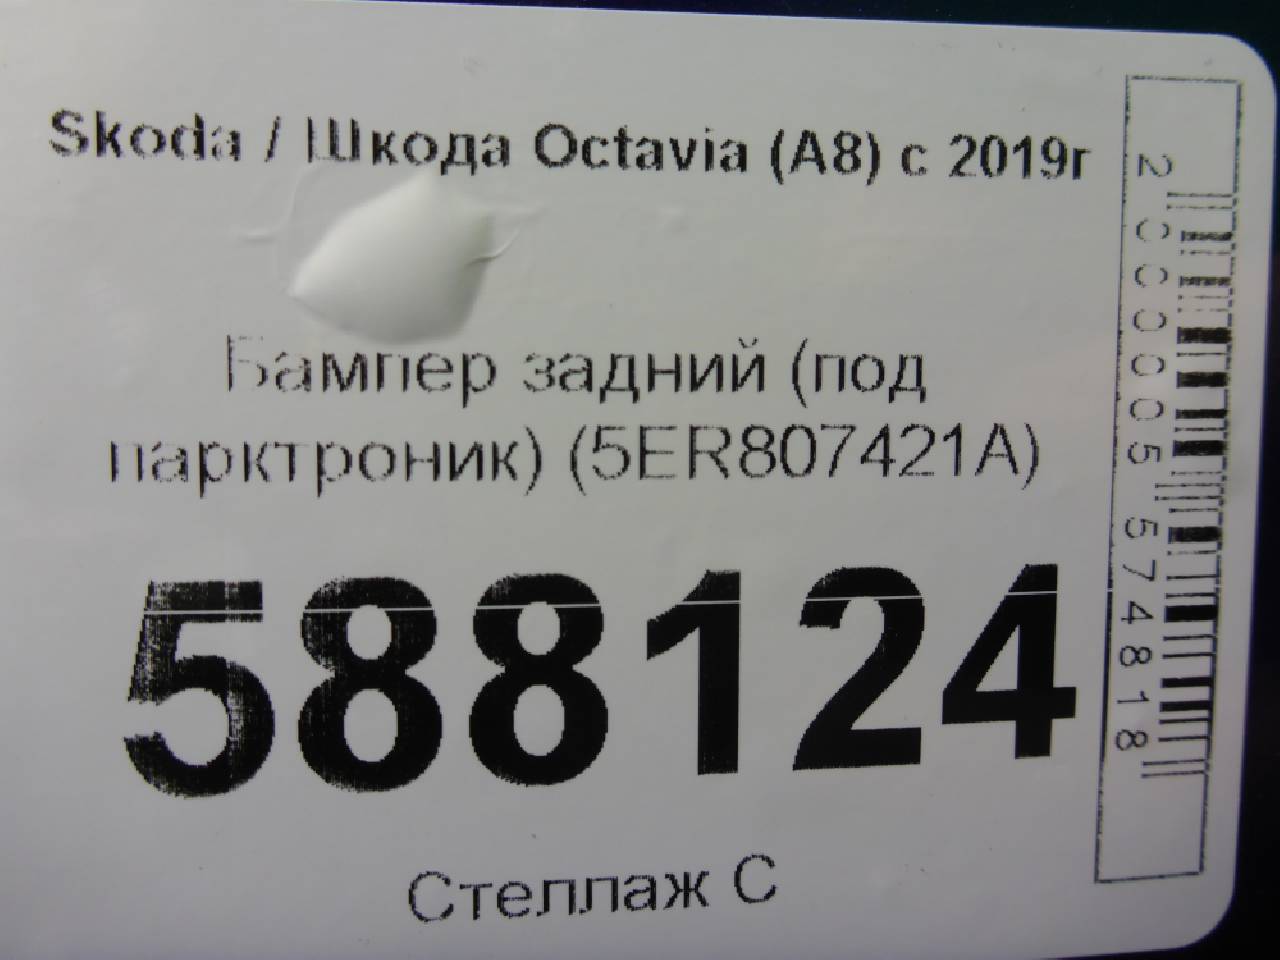 Skoda / Шкода Octavia (A8) с 2019г
Бампер задний (под
парктроник) (5ER807421A)
588124
Стеллаж С
2000005574818